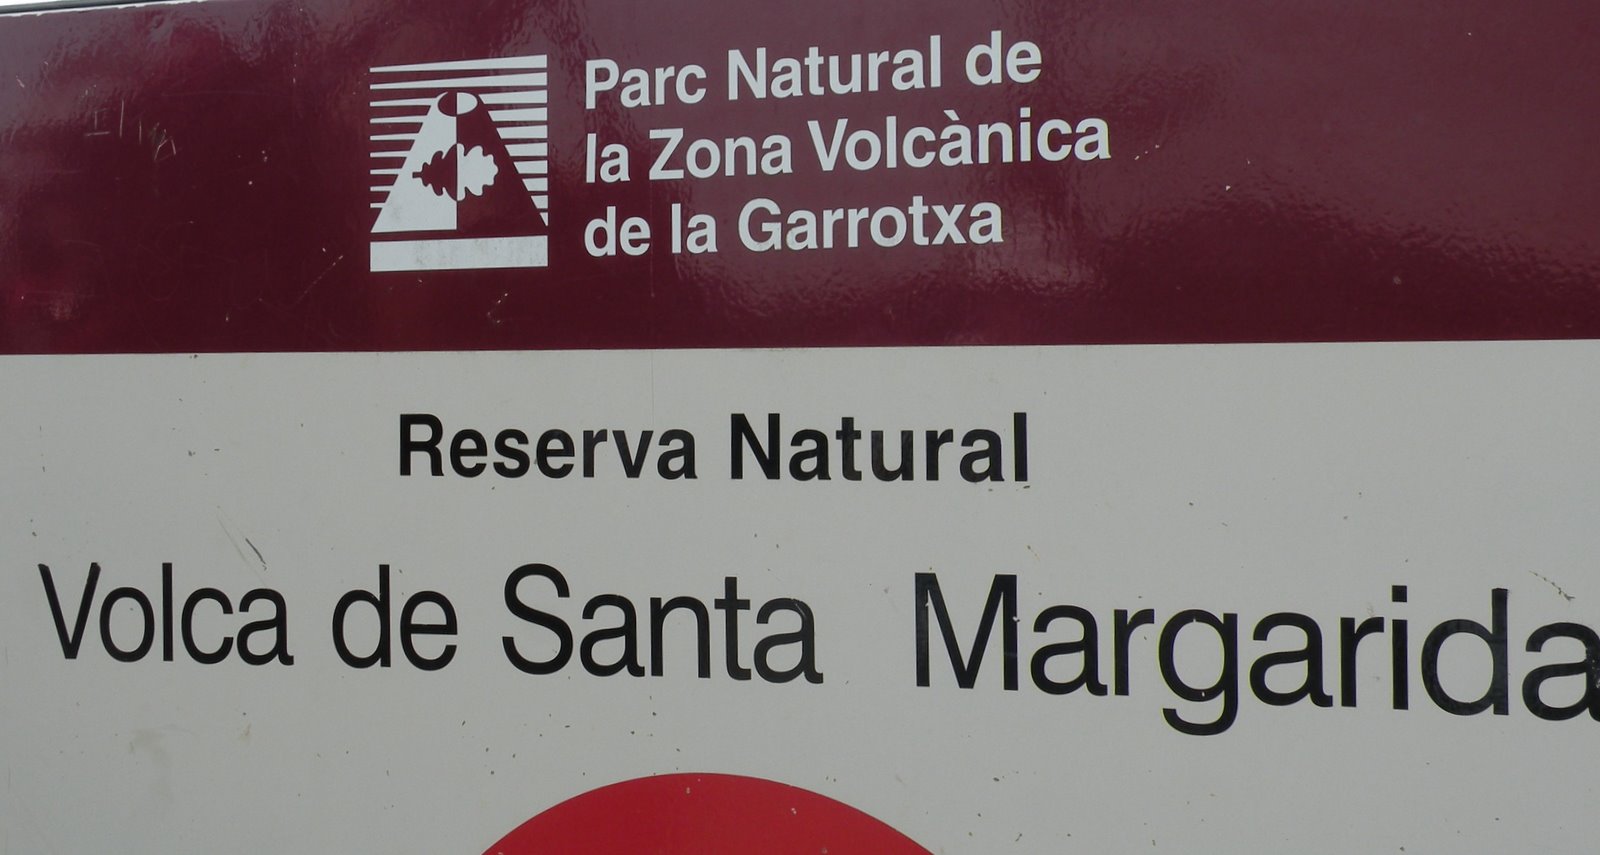 Parc Natural de
la Zona Volcànica
de la Garrotxa
Reserva Natural
Volca de Santa Margarida